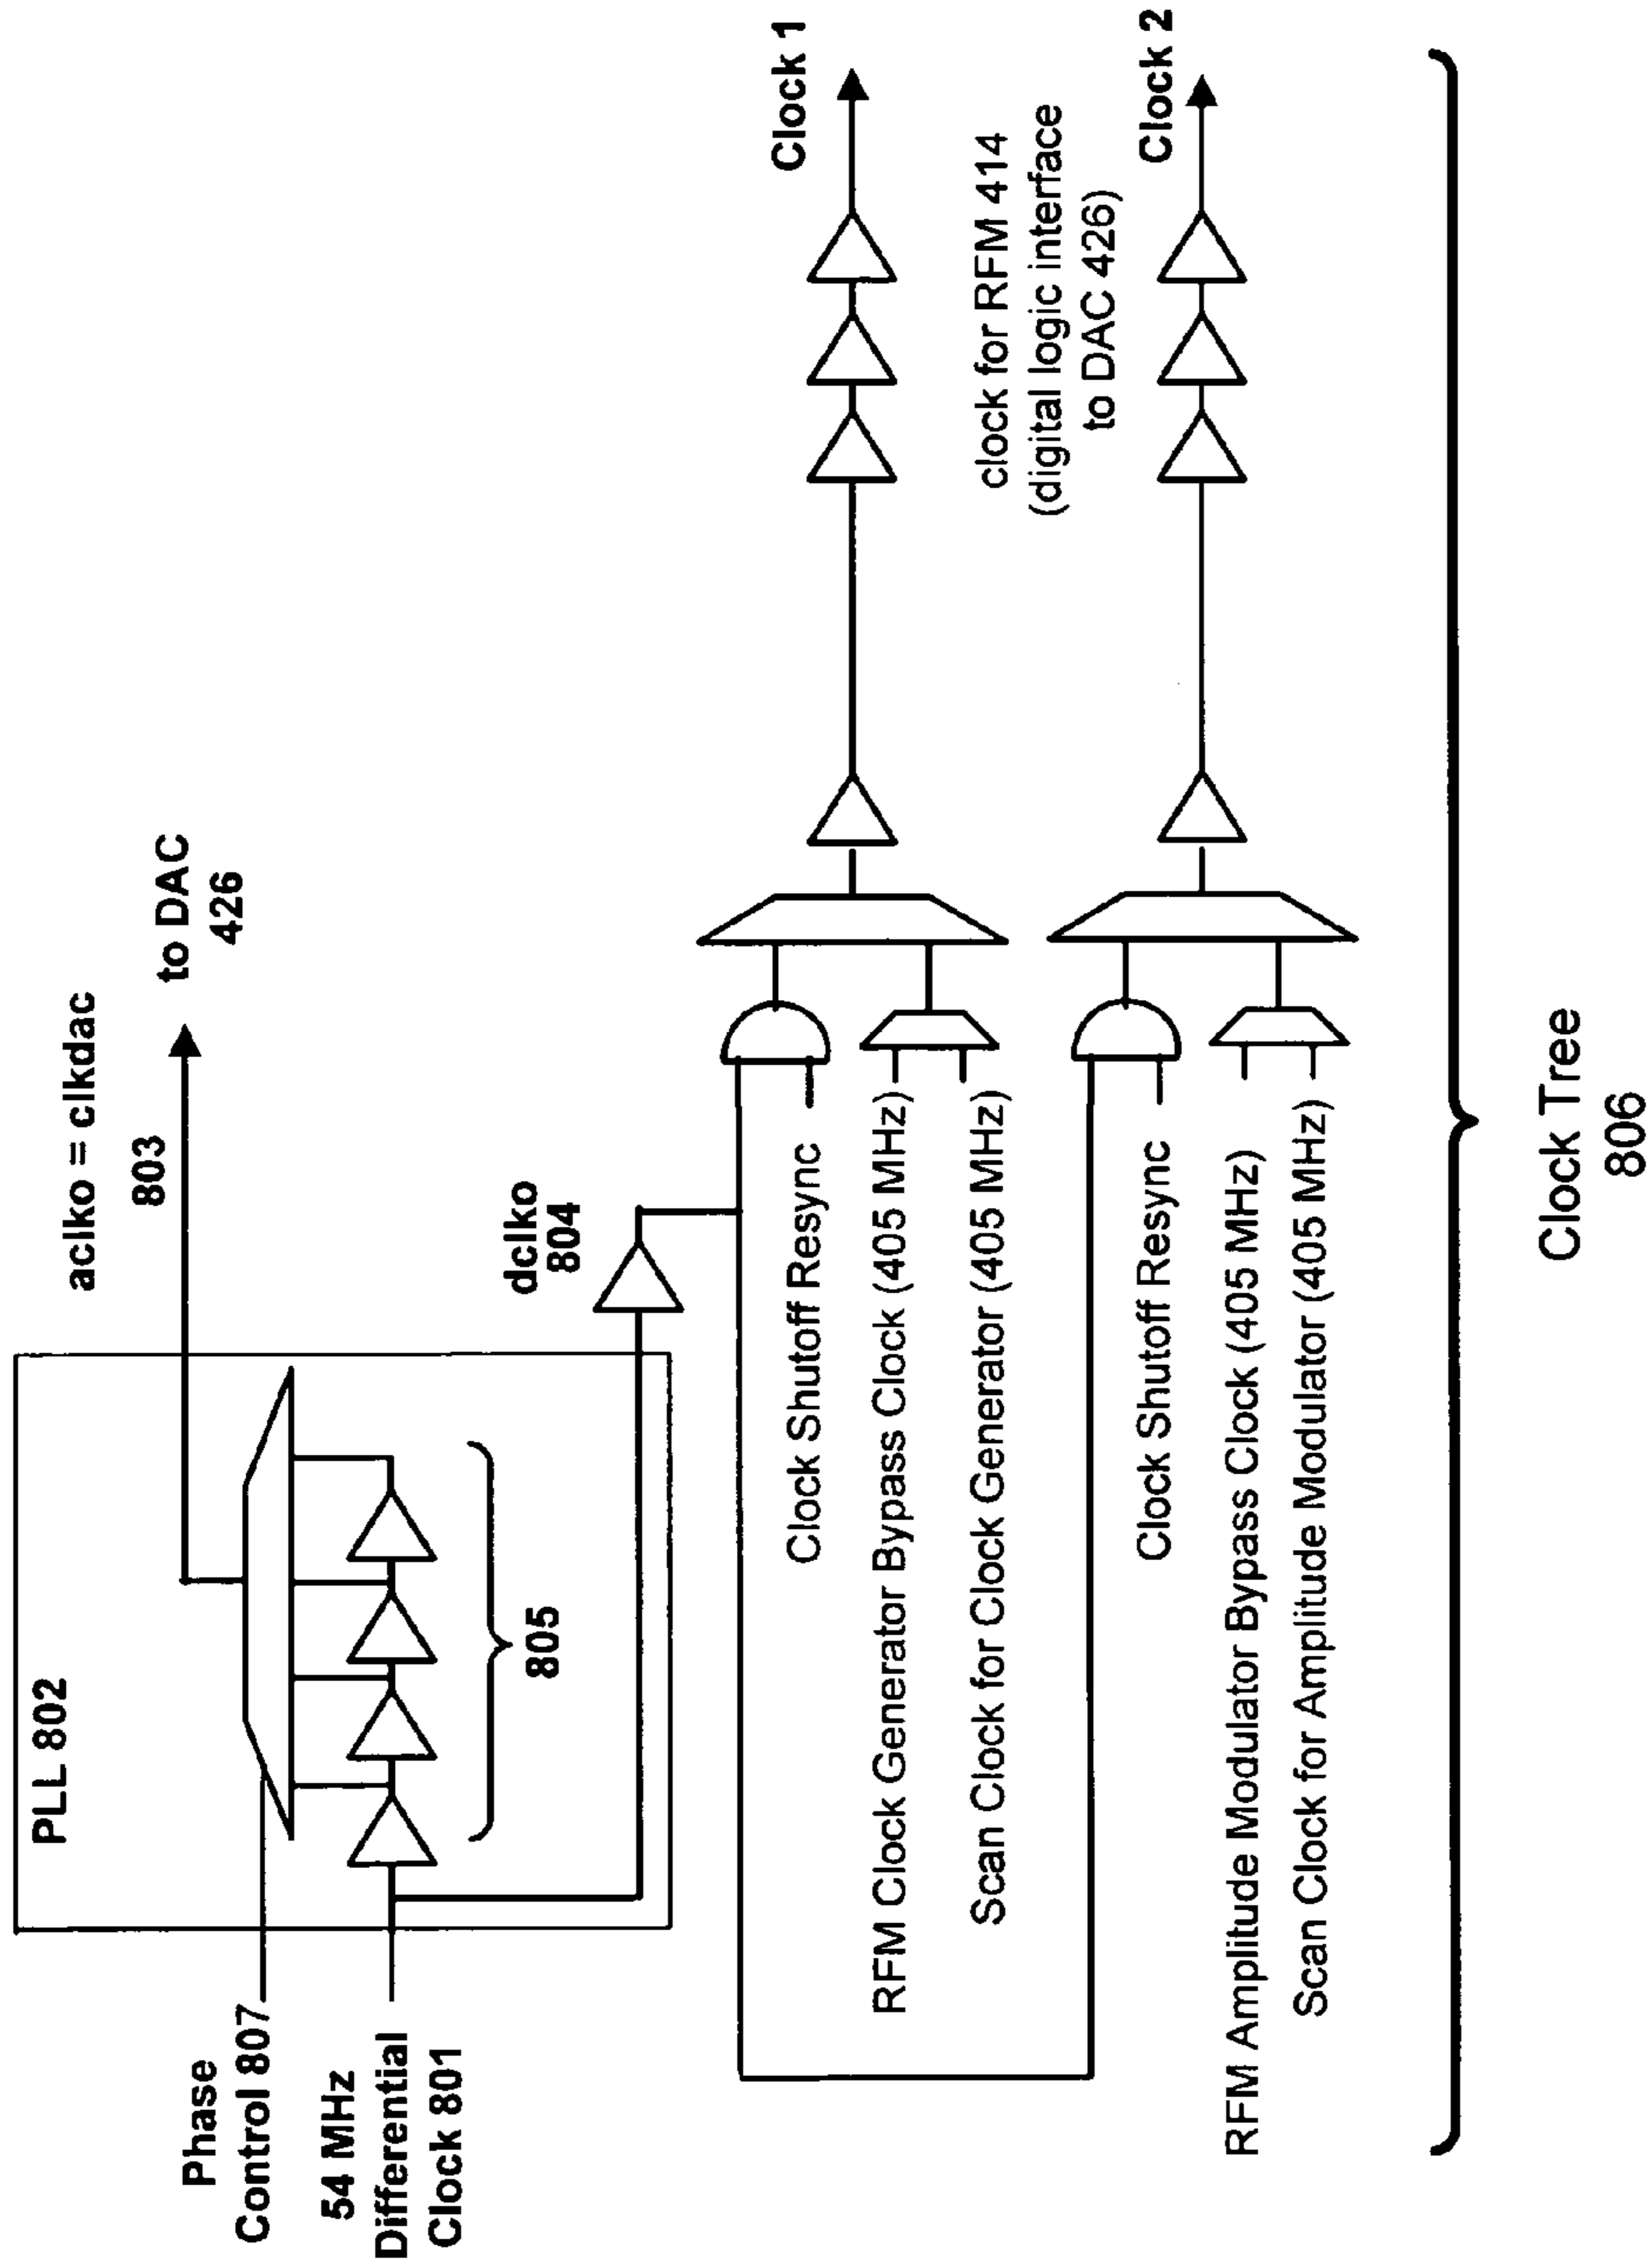 Phase
Control 807
54 MHz
Differential
Clock 801
PLL 802
805
aclko = clkdac
803
to DAC
426
dclko
804
Clock Shutoff Resync
RFM Clock Generator Bypass Clock (405 MHz)
Scan Clock for Clock Generator (405 MHz)
Clock 1
clock for RFM 414
(digital logic interface
to DAC 426)
Clock Shutoff Resync
RFM Amplitude Modulator Bypass Clock (405 MHz)
Scan Clock for Amplitude Modulator (405 MHz)
Clock 2
Clock Tree
806